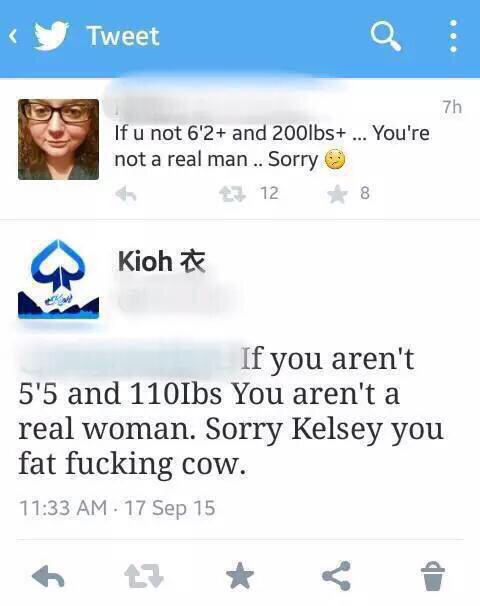 Tweet
7h
If u not 6'2+ and 200lbs+ ... You're
not a real man .. Sorry 😕
12 8
Kioh 衣
If you aren't
5'5 and 110Ibs You aren't a
real woman. Sorry Kelsey you
fat fucking cow.
11:33 AM · 17 Sep 15